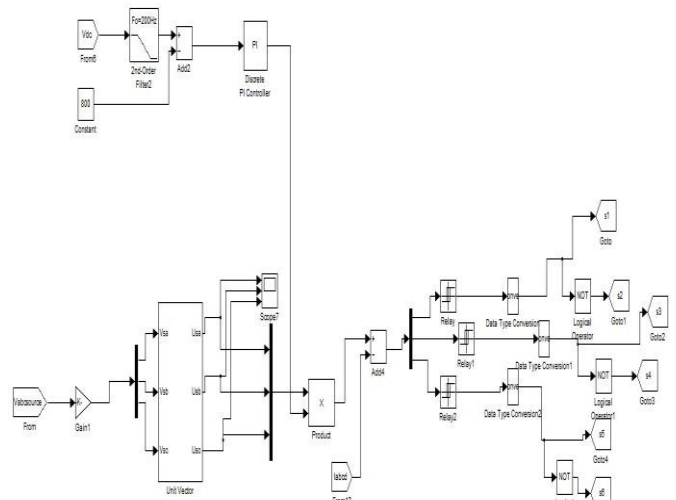 Fo=200Hz
Vdc
From6
2nd-Order
Filter2
+
−
Add2
PI
Discrete
PI Controller
800
Constant
s1
Goto
Scope7
Relay
Data Type Conversion
NOT
Logical
Operator
s2
Goto1
s3
Goto2
Vsa
Usa
Vsb
Usb
Vsc
Usc
Unit Vector
Vabcsource
From
Gain1
X
Product
+
−
Add4
Relay1
Data Type Conversion1
NOT
Logical
Operator1
s4
Goto3
Relay2
Data Type Conversion2
s5
Goto4
NOT
s6